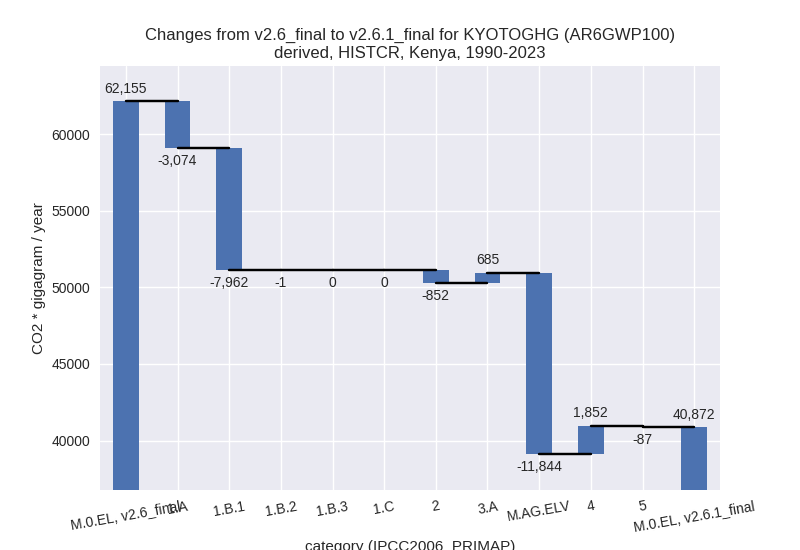 Changes from v2.6_final to v2.6.1_final for KYOTOGHG (AR6GWP100)
derived, HISTCR, Kenya, 1990-2023
CO2 * gigagram / year
60000
55000
50000
45000
40000
62,155
-3,074
-7,962
-1
0
0
-852
685
-11,844
1,852
-87
40,872
M.0.EL, v2.6_final
1.A
1.B.1
1.B.2
1.B.3
1.C
2
3.A
M.AG.ELV
4
5
M.0.EL, v2.6.1_final
category (IPCC2006_PRIMAP)